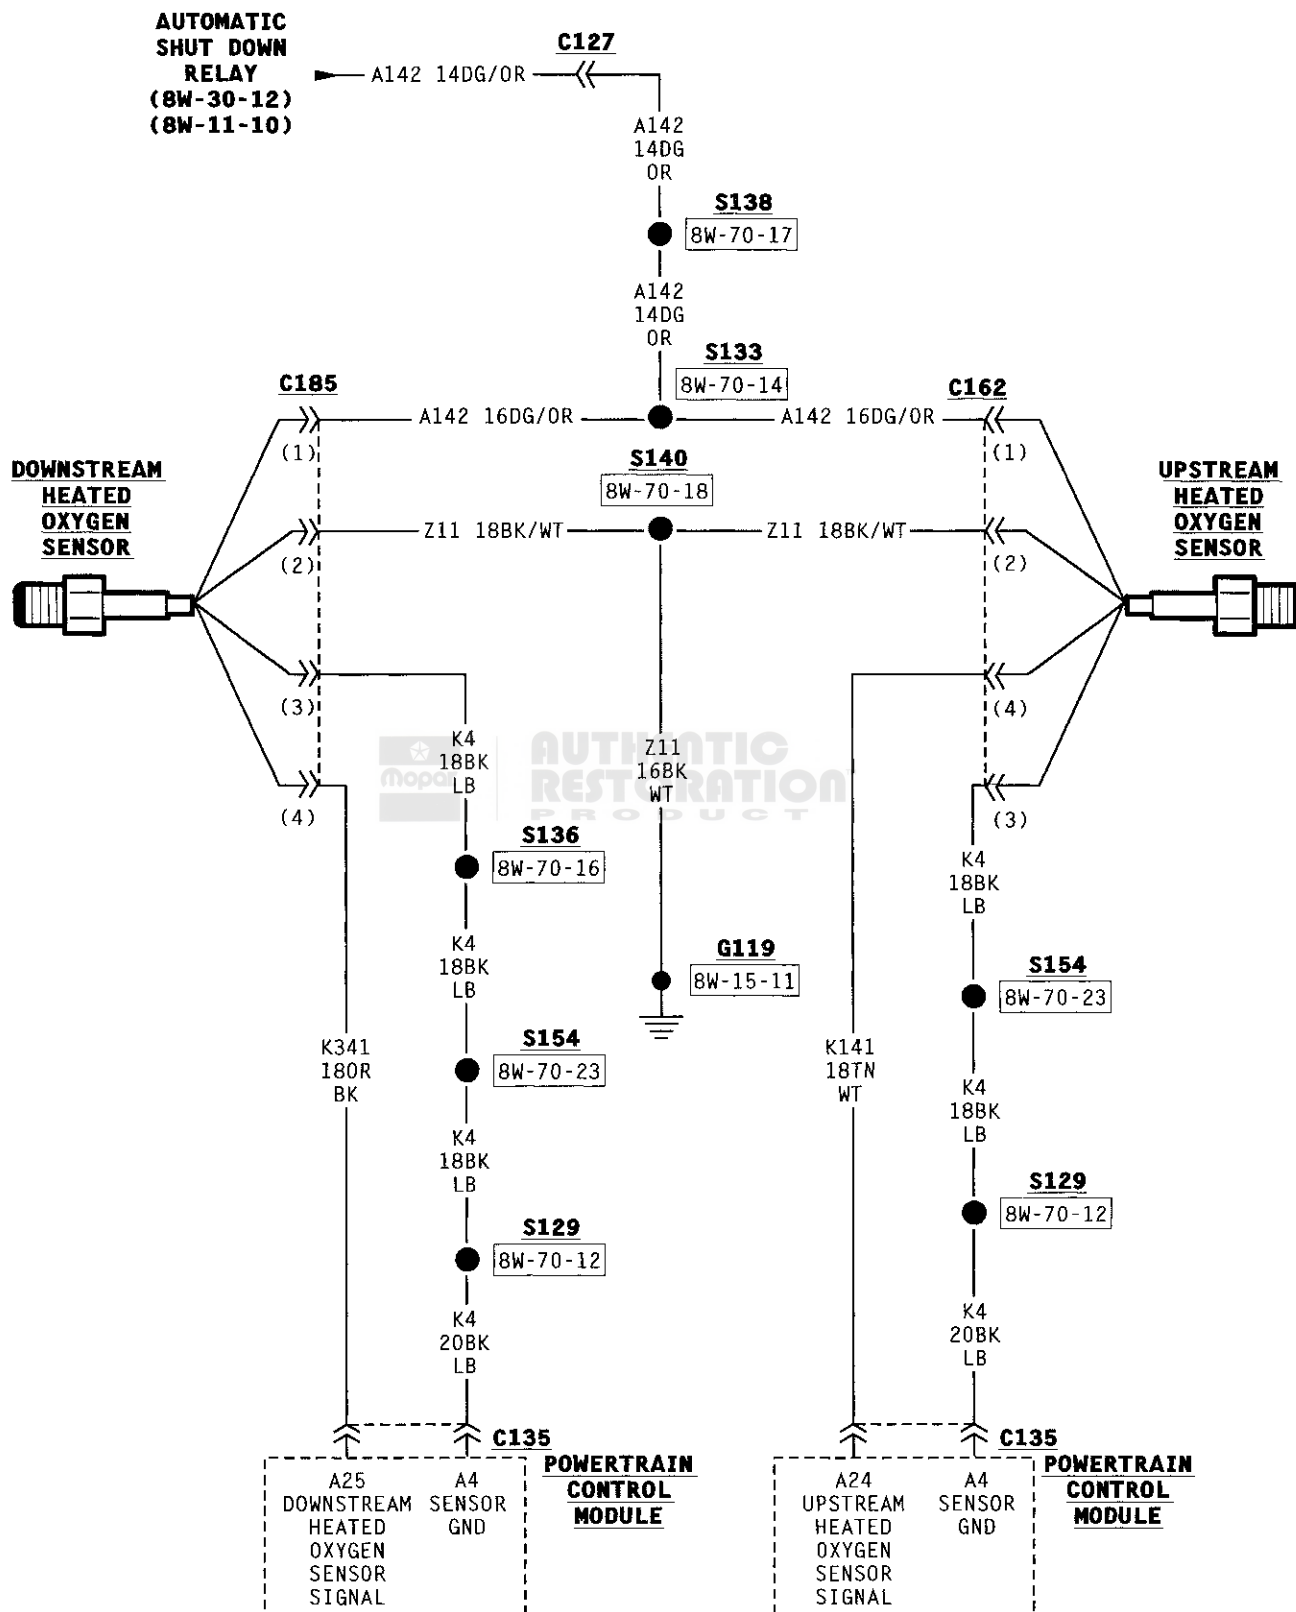 AUTOMATIC
SHUT DOWN
RELAY
(8W-30-12)
(8W-11-10)
A142 14DG/OR
C127
A142
14DG
OR
S138
8W-70-17
A142
14DG
OR
S133
8W-70-14
C185
A142 16DG/OR
A142 16DG/OR
C162
(1)
(1)
DOWNSTREAM
HEATED
OXYGEN
SENSOR
S140
8W-70-18
UPSTREAM
HEATED
OXYGEN
SENSOR
Z11 18BK/WT
Z11 18BK/WT
(2)
(2)
(3)
(4)
K4
18BK
LB
Mopar
AUTHENTIC
RESTORATION
PRODUCT
Z11
16BK
WT
(4)
(3)
S136
8W-70-16
K4
18BK
LB
K4
18BK
LB
G119
8W-15-11
S154
8W-70-23
K341
18OR
BK
S154
8W-70-23
K141
18TN
WT
K4
18BK
LB
K4
18BK
LB
S129
8W-70-12
S129
8W-70-12
K4
20BK
LB
K4
20BK
LB
C135
C135
POWERTRAIN
CONTROL
MODULE
POWERTRAIN
CONTROL
MODULE
A25
DOWNSTREAM
HEATED
OXYGEN
SENSOR
SIGNAL
A4
SENSOR
GND
A24
UPSTREAM
HEATED
OXYGEN
SENSOR
SIGNAL
A4
SENSOR
GND